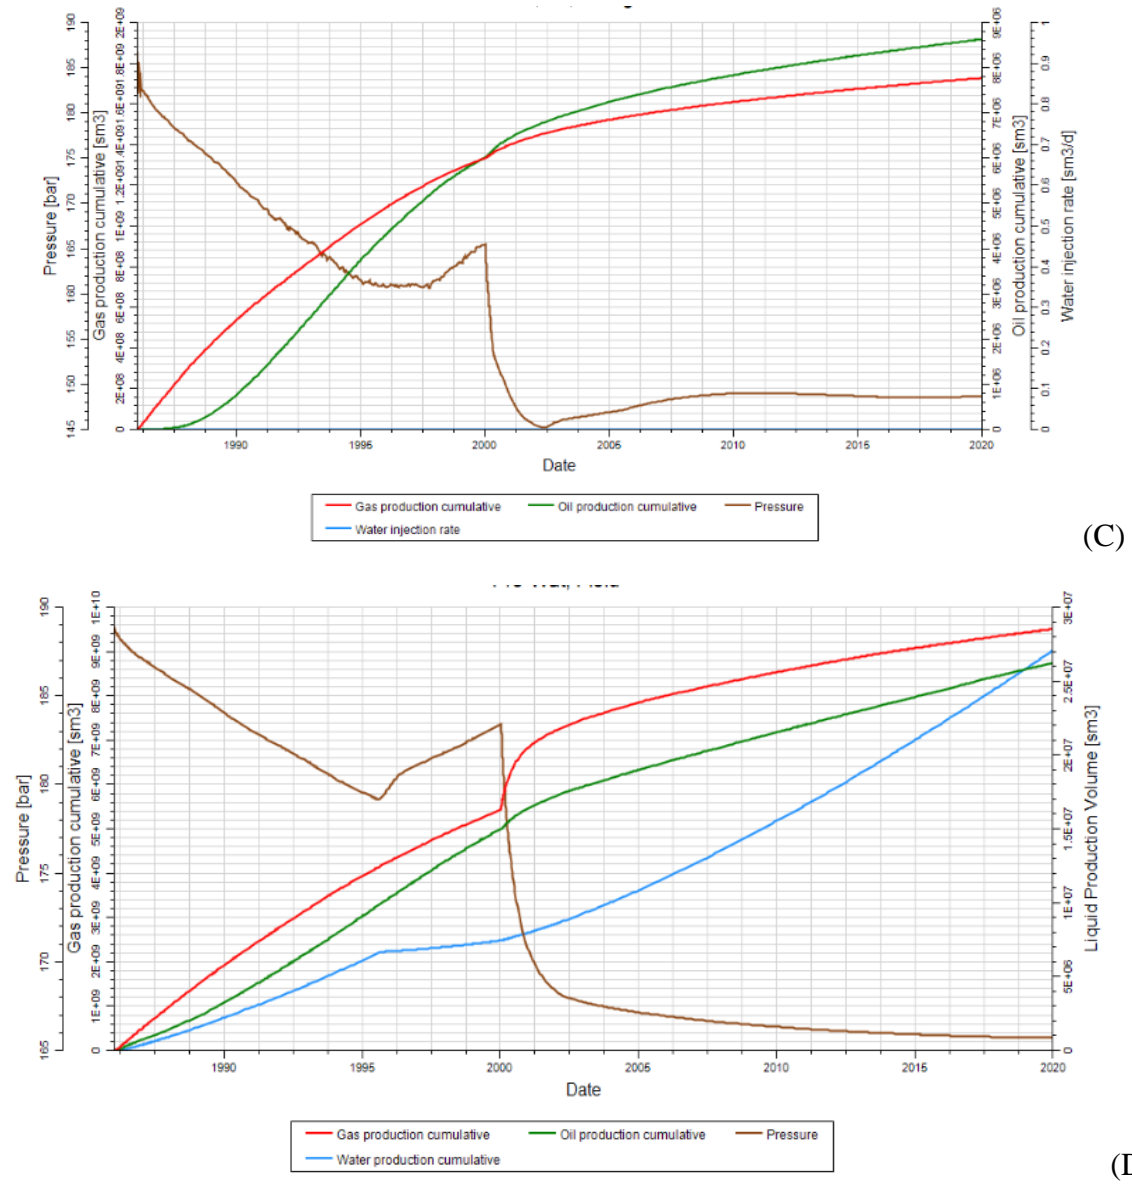 190
185
180
175
170
165
160
155
150
145
Pressure [bar]
2E+09
1.8E+09
1.6E+09
1.4E+09
1.2E+09
1E+09
8E+08
6E+08
4E+08
2E+08
0
Gas production cumulative [sm3]
9E+06
8E+06
7E+06
6E+06
5E+06
4E+06
3E+06
2E+06
1E+06
0
Oil production cumulative [sm3]
1
0.9
0.8
0.7
0.6
0.5
0.4
0.3
0.2
0.1
0
Water injection rate [sm3/d]
1990 1995 2000 2005 2010 2015 2020
Date
Gas production cumulative Oil production cumulative Pressure
Water injection rate
(C)
190
185
180
175
170
165
Pressure [bar]
1E+10
9E+09
8E+09
7E+09
6E+09
5E+09
4E+09
3E+09
2E+09
1E+09
0
Gas production cumulative [sm3]
3E+07
2.5E+07
2E+07
1.5E+07
1E+07
5E+06
0
Liquid Production Volume [sm3]
1990 1995 2000 2005 2010 2015 2020
Date
Gas production cumulative Oil production cumulative Pressure
Water production cumulative
(D